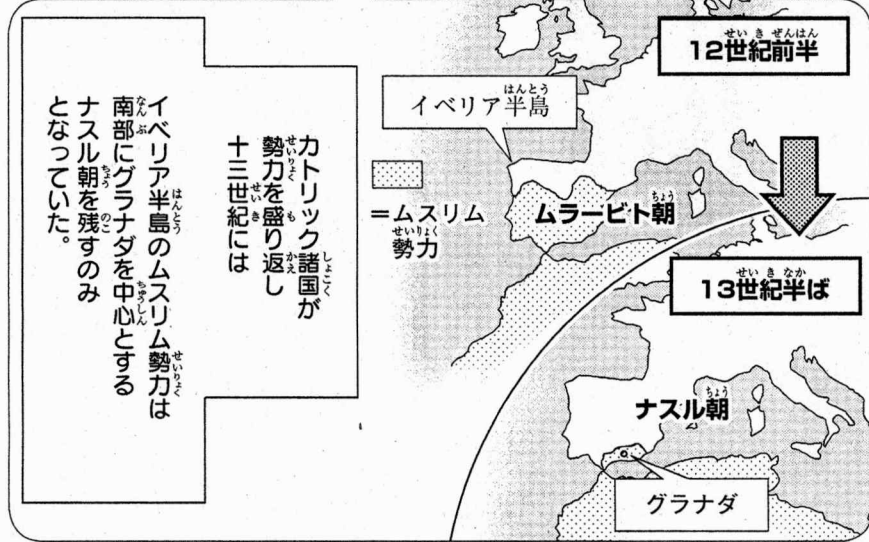 12世紀前半
イベリア半島
=ムスリム
勢力
ムラービト朝
13世紀半ば
ナスル朝
グラナダ
カトリック諸国が
勢力を盛り返し
十三世紀には
イベリア半島のムスリム勢力は
南部にグラナダを中心とする
ナスル朝を残すのみ
となっていた。